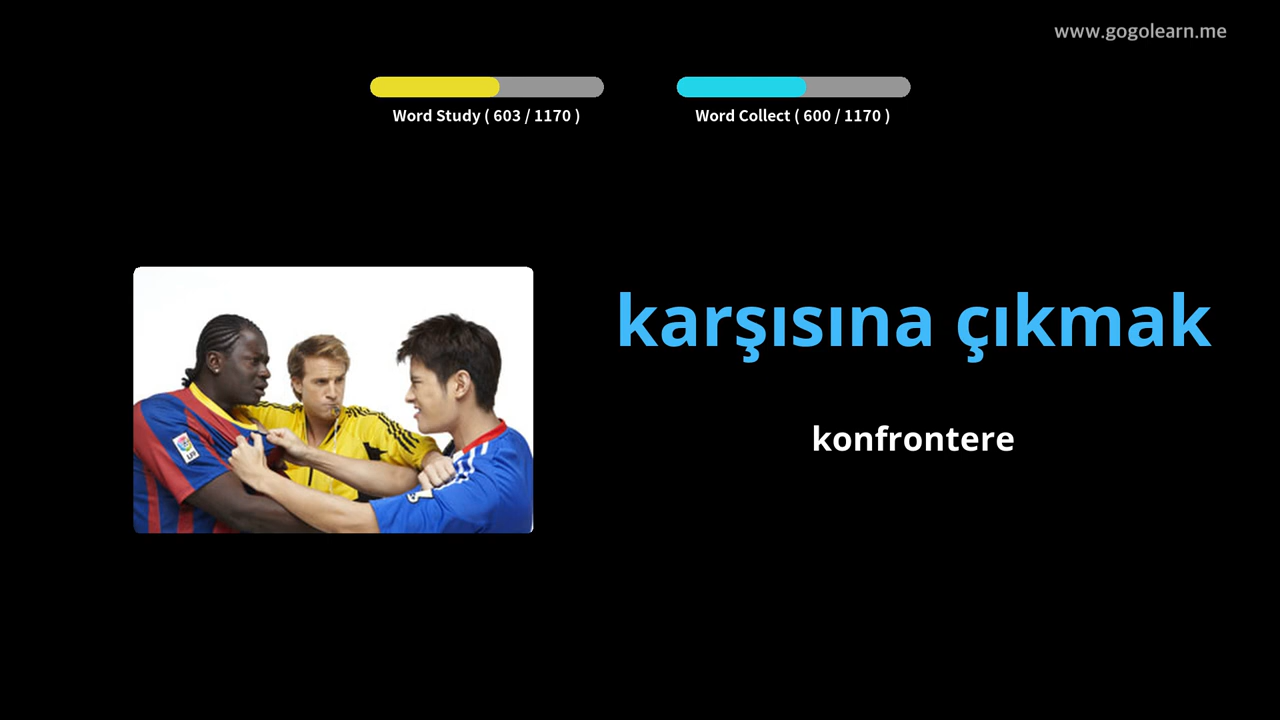 www.gogolearn.me
Word Study ( 603 / 1170 )
Word Collect ( 600 / 1170 )
karşısına çıkmak
konfrontere